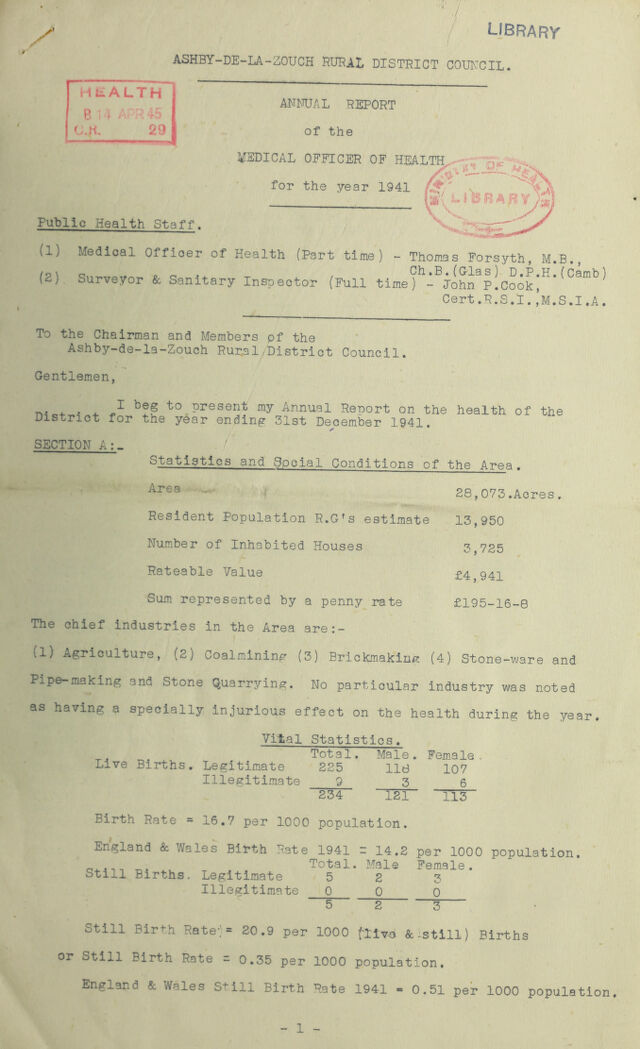 LIBRARY
ASHBY-DE-LA-ZOUCH RURAL DISTRICT COUNCIL.
HEALTH
B 14 APR 45
C.R. 29
ANNUAL REPORT
of the
MEDICAL OFFICER OF HEALTH
for the year 1941
MINISTRY OF HEALTH
LIBRARY
Public Health Staff.
(1) Medical Officer of Health (Part time) - Thomas Forsyth, M.B.,
Ch.B.(Glas) D.P.H.(Camb)
(2) Surveyor & Sanitary Inspector (Full time) - John P.Cook,
Cert.R.S.I.,M.S.I.A.
To the Chairman and Members of the
Ashby-de-la-Zouch Rural District Council.
Gentlemen,
I beg to present my Annual Report on the health of the
District for the year ending 31st December 1941.
SECTION A:-
Statistics and Social Conditions of the Area.
Area 28,073.Acres.
Resident Population R.G's estimate 13,950
Number of Inhabited Houses 3,725
Rateable Value £4,941
Sum represented by a penny rate £195-16-8
The chief industries in the Area are:-
(1) Agriculture, (2) Coalmining (3) Brickmaking (4) Stone-ware and
Pipe-making and Stone Quarrying. No particular industry was noted
as having a specially injurious effect on the health during the year.
Vital Statistics.
Total. Male. Female.
Live Births. Legitimate 225 118 107
Illegitimate 9 3 6
234 121 113
Birth Rate = 16.7 per 1000 population.
England & Wales Birth Rate 1941 = 14.2 per 1000 population.
Total. Male Female.
Still Births. Legitimate 5 2 3
Illegitimate 0 0 0
5 2 3
Still Birth Rate = 20.9 per 1000 (live & still) Births
or Still Birth Rate = 0.35 per 1000 population.
England & Wales Still Birth Rate 1941 = 0.51 per 1000 population.
- 1 -